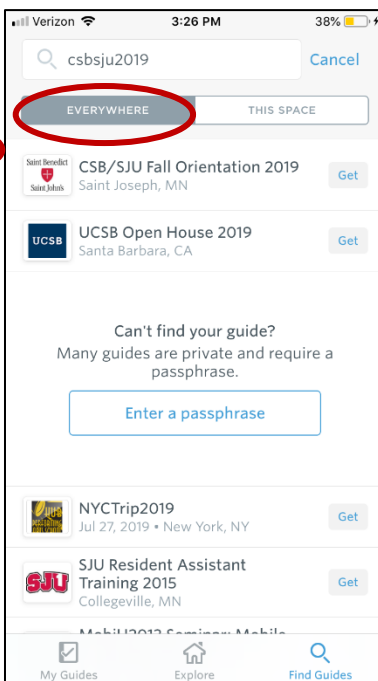 Verizon 3:26 PM 38%
csbsju2019 Cancel
EVERYWHERE THIS SPACE
Saint Benedict
Saint John's
CSB/SJU Fall Orientation 2019
Saint Joseph, MN
Get
UCSB
UCSB Open House 2019
Santa Barbara, CA
Get
Can't find your guide?
Many guides are private and require a
passphrase.
Enter a passphrase
NYCTrip2019
Jul 27, 2019 • New York, NY
Get
SJU
SJU Resident Assistant
Training 2015
Collegeville, MN
Get
My Guides Explore Find Guides